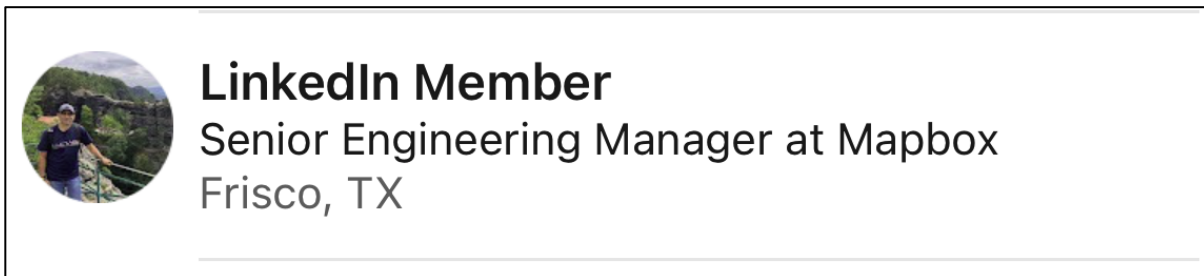 LinkedIn Member
Senior Engineering Manager at Mapbox
Frisco, TX